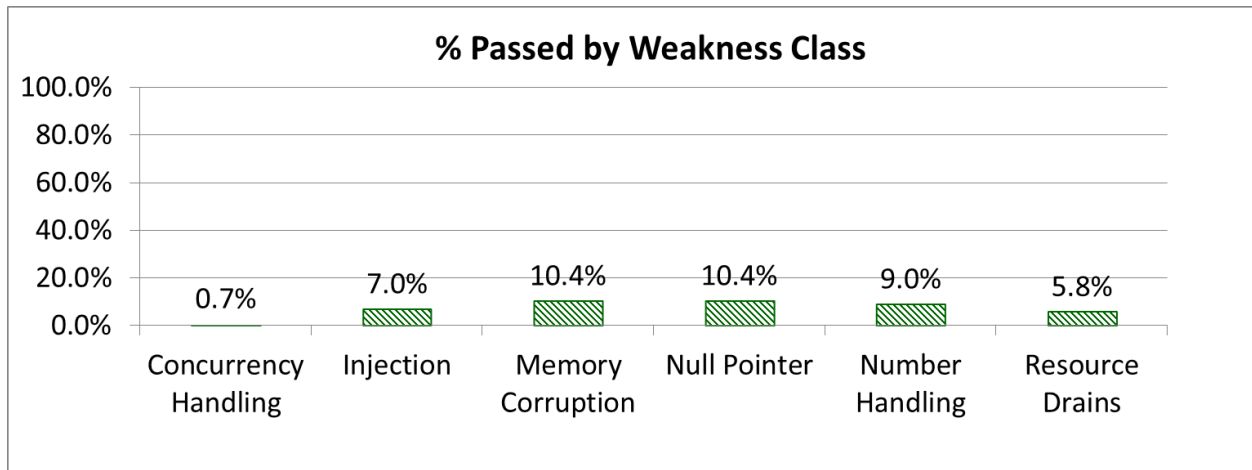 % Passed by Weakness Class
100.0%
80.0%
60.0%
40.0%
20.0%
0.0%
0.7%
7.0%
10.4%
10.4%
9.0%
5.8%
Concurrency
Handling
Injection
Memory
Corruption
Null Pointer
Number
Handling
Resource
Drains